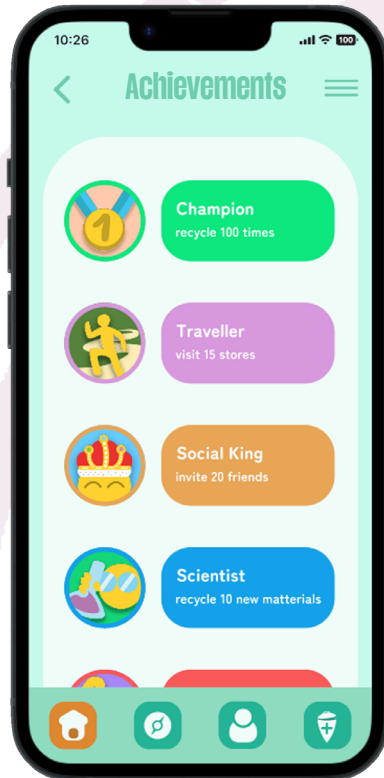 10:26
100
Achievements
1
Champion
recycle 100 times
Traveller
visit 15 stores
Social King
invite 20 friends
Scientist
recycle 10 new matterials